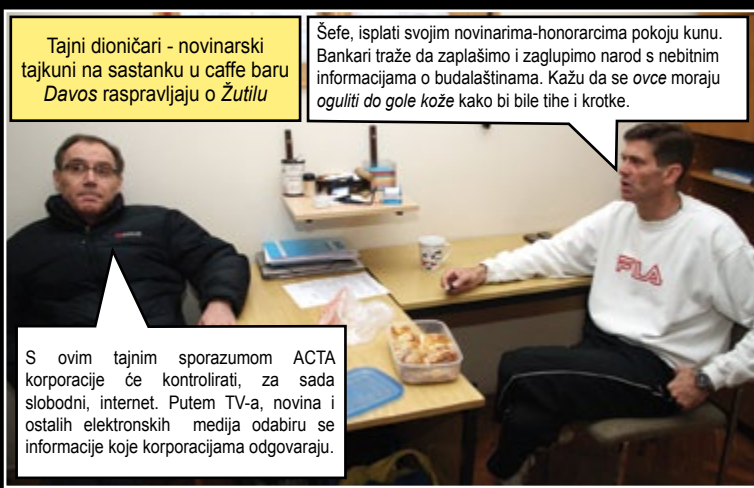 Tajni dioničari - novinarski
tajkuni na sastanku u caffe baru
Davos raspravljaju o Žutilu
Šefe, isplati svojim novinarima-honorarcima pokoju kunu.
Bankari traže da zaplašimo i zaglupimo narod s nebitnim
informacijama o budalaštinama. Kažu da se ovce moraju
oguliti do gole kože kako bi bile tihe i krotke.
FILA
S ovim tajnim sporazumom ACTA
korporacije će kontrolirati, za sada
slobodni, internet. Putem TV-a, novina i
ostalih elektronskih medija odabiru se
informacije koje korporacijama odgovaraju.